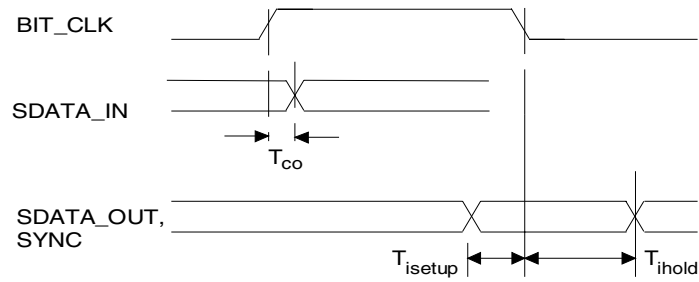 BIT_CLK
SDATA_IN
Tco
SDATA_OUT,
SYNC
Tisetup
Tihold